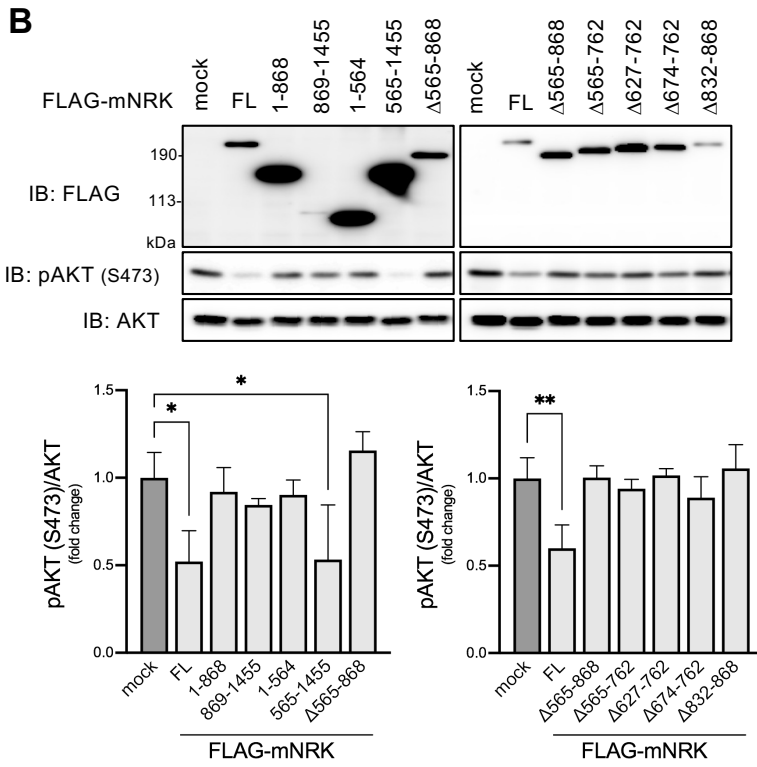 B
FLAG-mNRK
mock
FL
1-868
869-1455
1-564
565-1455
Δ565-868
mock
FL
Δ565-868
Δ565-762
Δ627-762
Δ674-762
Δ832-868
IB: FLAG
190-
113-
kDa
IB: pAKT (S473)
IB: AKT
pAKT (S473)/AKT
(fold change)
1.5
1.0
0.5
0.0
*
*
mock
FL
1-868
869-1455
1-564
565-1455
Δ565-868
FLAG-mNRK
pAKT (S473)/AKT
(fold change)
1.5
1.0
0.5
0.0
**
mock
FL
Δ565-868
Δ565-762
Δ627-762
Δ674-762
Δ832-868
FLAG-mNRK